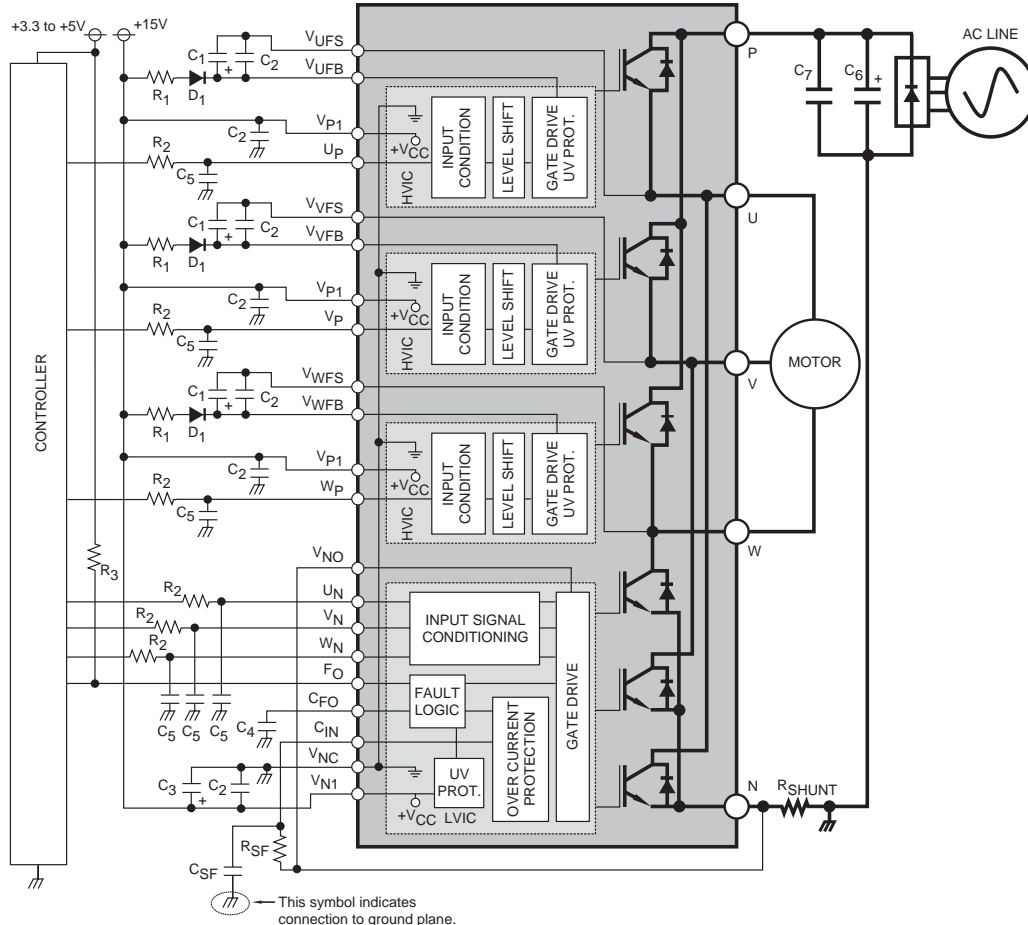 +3.3 to +5V
+15V
CONTROLLER
C1
+
C2
R1
D1
VUFS
VUFB
C2
VP1
R2
UP
C5
HVIC
+VCC
INPUT CONDITION
LEVEL SHIFT
GATE DRIVE UV PROT.
C1
+
C2
R1
D1
VVFS
VVFB
C2
VP1
R2
VP
C5
HVIC
+VCC
INPUT CONDITION
LEVEL SHIFT
GATE DRIVE UV PROT.
C1
+
C2
R1
D1
VWFS
VWFB
C2
VP1
R2
WP
C5
HVIC
+VCC
INPUT CONDITION
LEVEL SHIFT
GATE DRIVE UV PROT.
R3
VNO
R2
UN
R2
VN
R2
WN
FO
C5
C5
C5
CFO
C4
CIN
VNC
C3
+
C2
VN1
INPUT SIGNAL
CONDITIONING
FAULT
LOGIC
UV
PROT.
+VCC
LVIC
OVER CURRENT
PROTECTION
GATE DRIVE
RSF
CSF
This symbol indicates
connection to ground plane.
P
U
V
W
N
C7
C6
+
AC LINE
MOTOR
RSHUNT